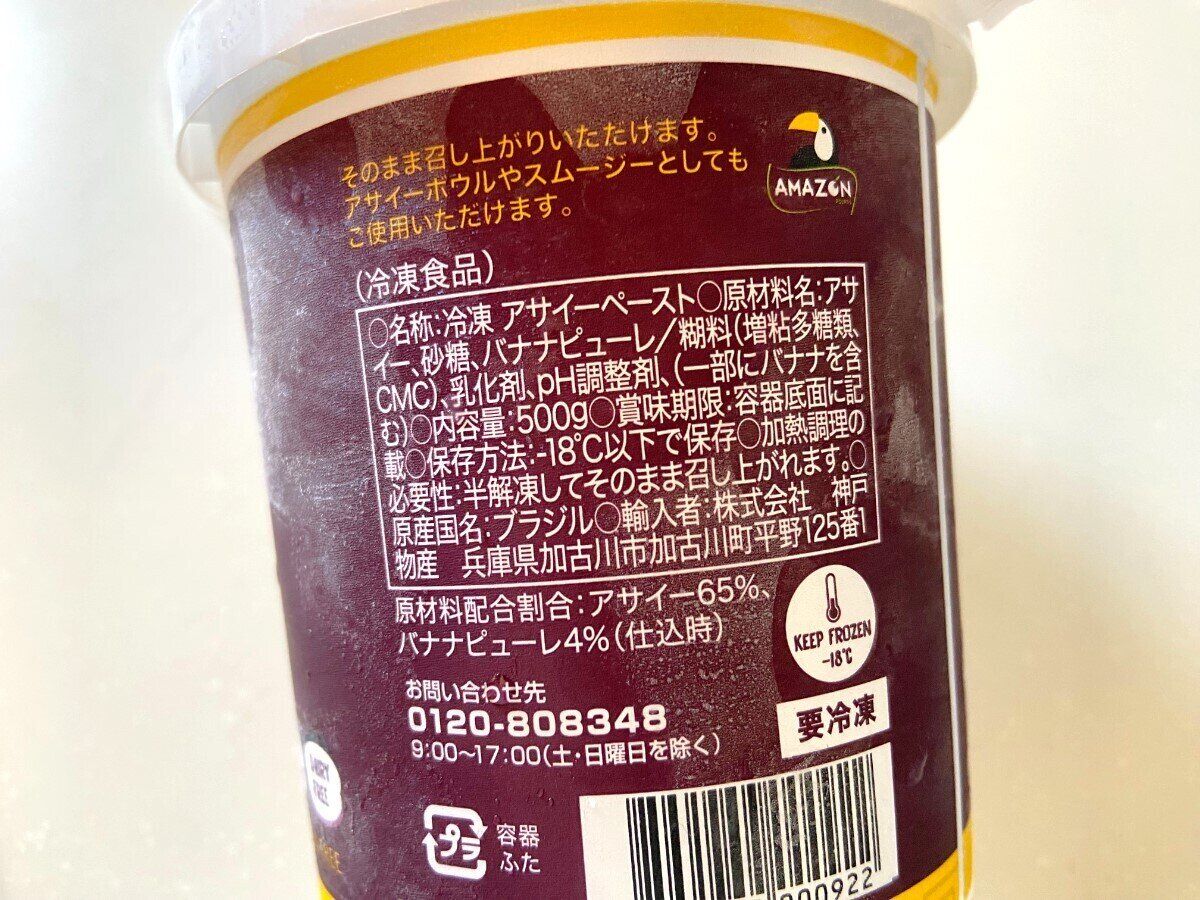 そのまま召し上がりいただけます。
アサイーボウルやスムージーとしても
ご使用いただけます。
AMAZON
(冷凍食品)
○名称:冷凍 アサイーペースト○原材料名:アサ
イー、砂糖、バナナピューレ/糊料(増粘多糖類、
CMC)、乳化剤、pH調整剤、(一部にバナナを含
む)○内容量:500g○賞味期限:容器底面に記
載○保存方法:-18℃以下で保存○加熱調理の
必要性:半解凍してそのまま召し上がれます。○
原産国名:ブラジル○輸入者:株式会社 神戸
物産 兵庫県加古川市加古川町平野125番1
原材料配合割合:アサイー65%、
バナナピューレ4%(仕込時)
KEEP FROZEN
-18℃
お問い合わせ先
0120-808348
9:00~17:00(土・日曜日を除く)
要冷凍
FREE
プラ
容器
ふた
FREE
000922